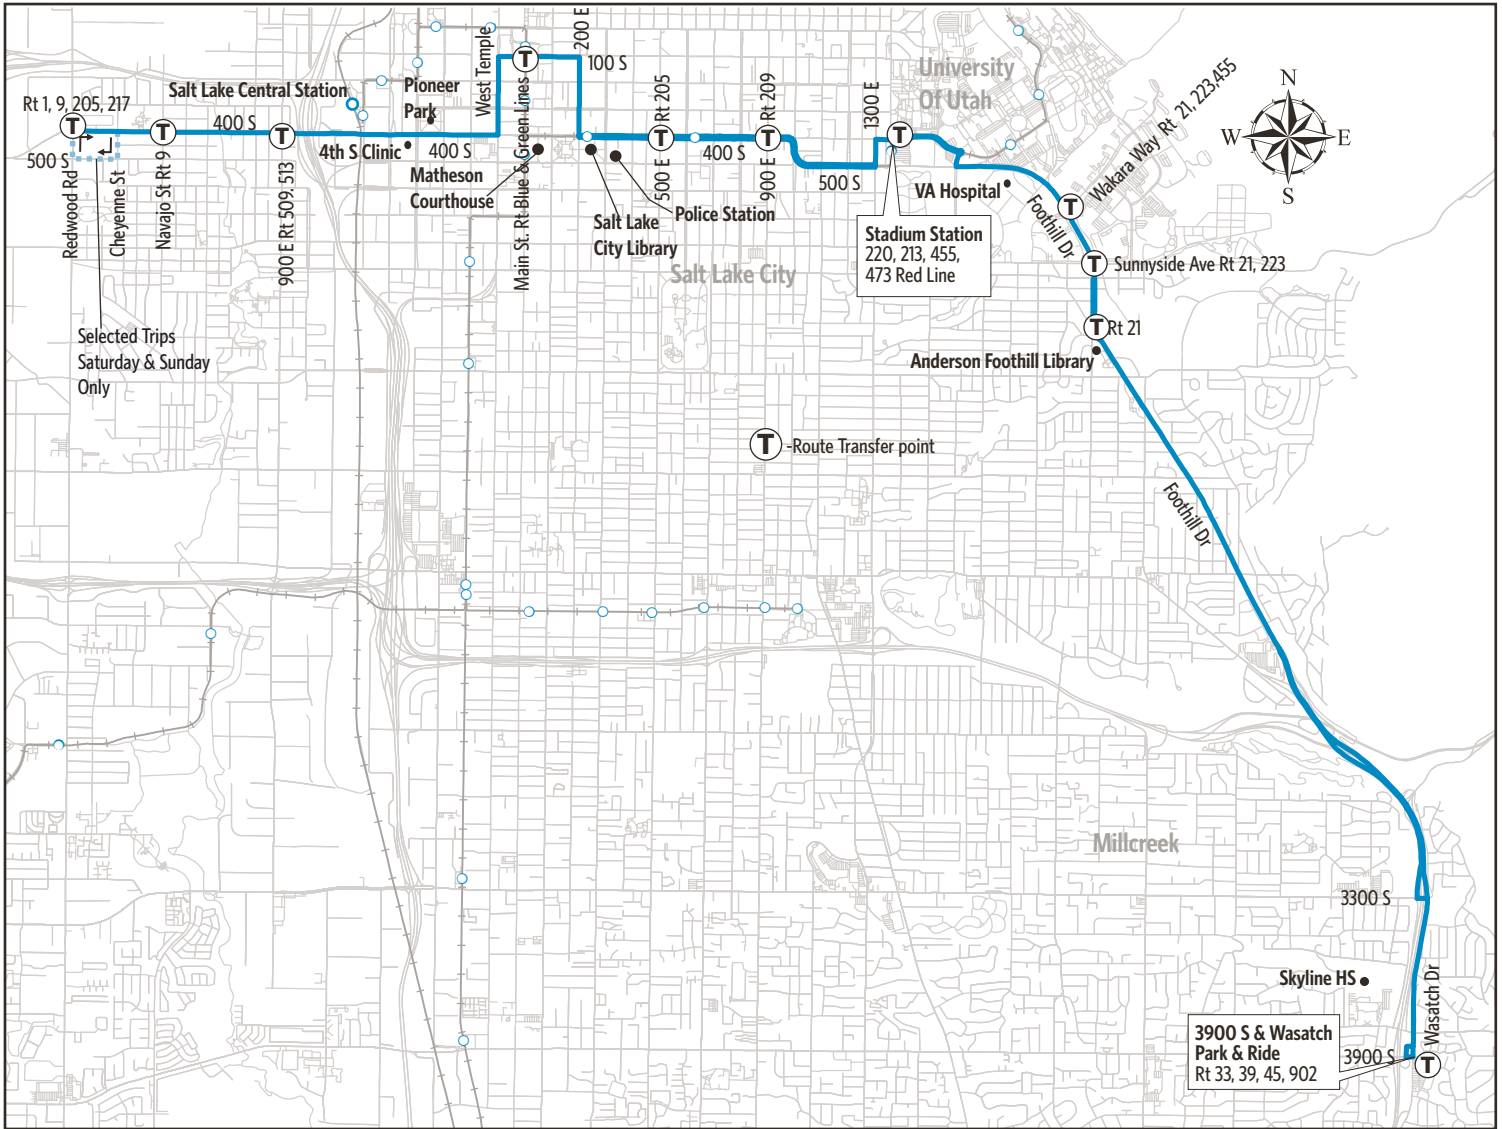 200 E
West Temple
100 S
University
Of Utah
N
W
E
S
Salt Lake Central Station
Pioneer
Park
Rt 1, 9, 205, 217
T
T
T
T
T
T
T
400 S
4th S Clinic
400 S
Rt 205
Rt 209
400 S
1300 E
Wakara Way Rt 21, 223,455
500 S
Redwood Rd
Cheyenne St
Navajo St Rt 9
900 E Rt 509, 513
Matheson
Courthouse
Main St. Rt Blue & Green Lines
Salt Lake
City Library
Police Station
500 E
900 E
500 S
VA Hospital
T
Foothill Dr
Stadium Station
220, 213, 455,
473 Red Line
T
Sunnyside Ave Rt 21, 223
Salt Lake City
T
Rt 21
Selected Trips
Saturday & Sunday
Only
Anderson Foothill Library
T
-Route Transfer point
Foothill Dr
Millcreek
3300 S
Skyline HS
Wasatch Dr
3900 S & Wasatch
Park & Ride
Rt 33, 39, 45, 902
3900 S
T